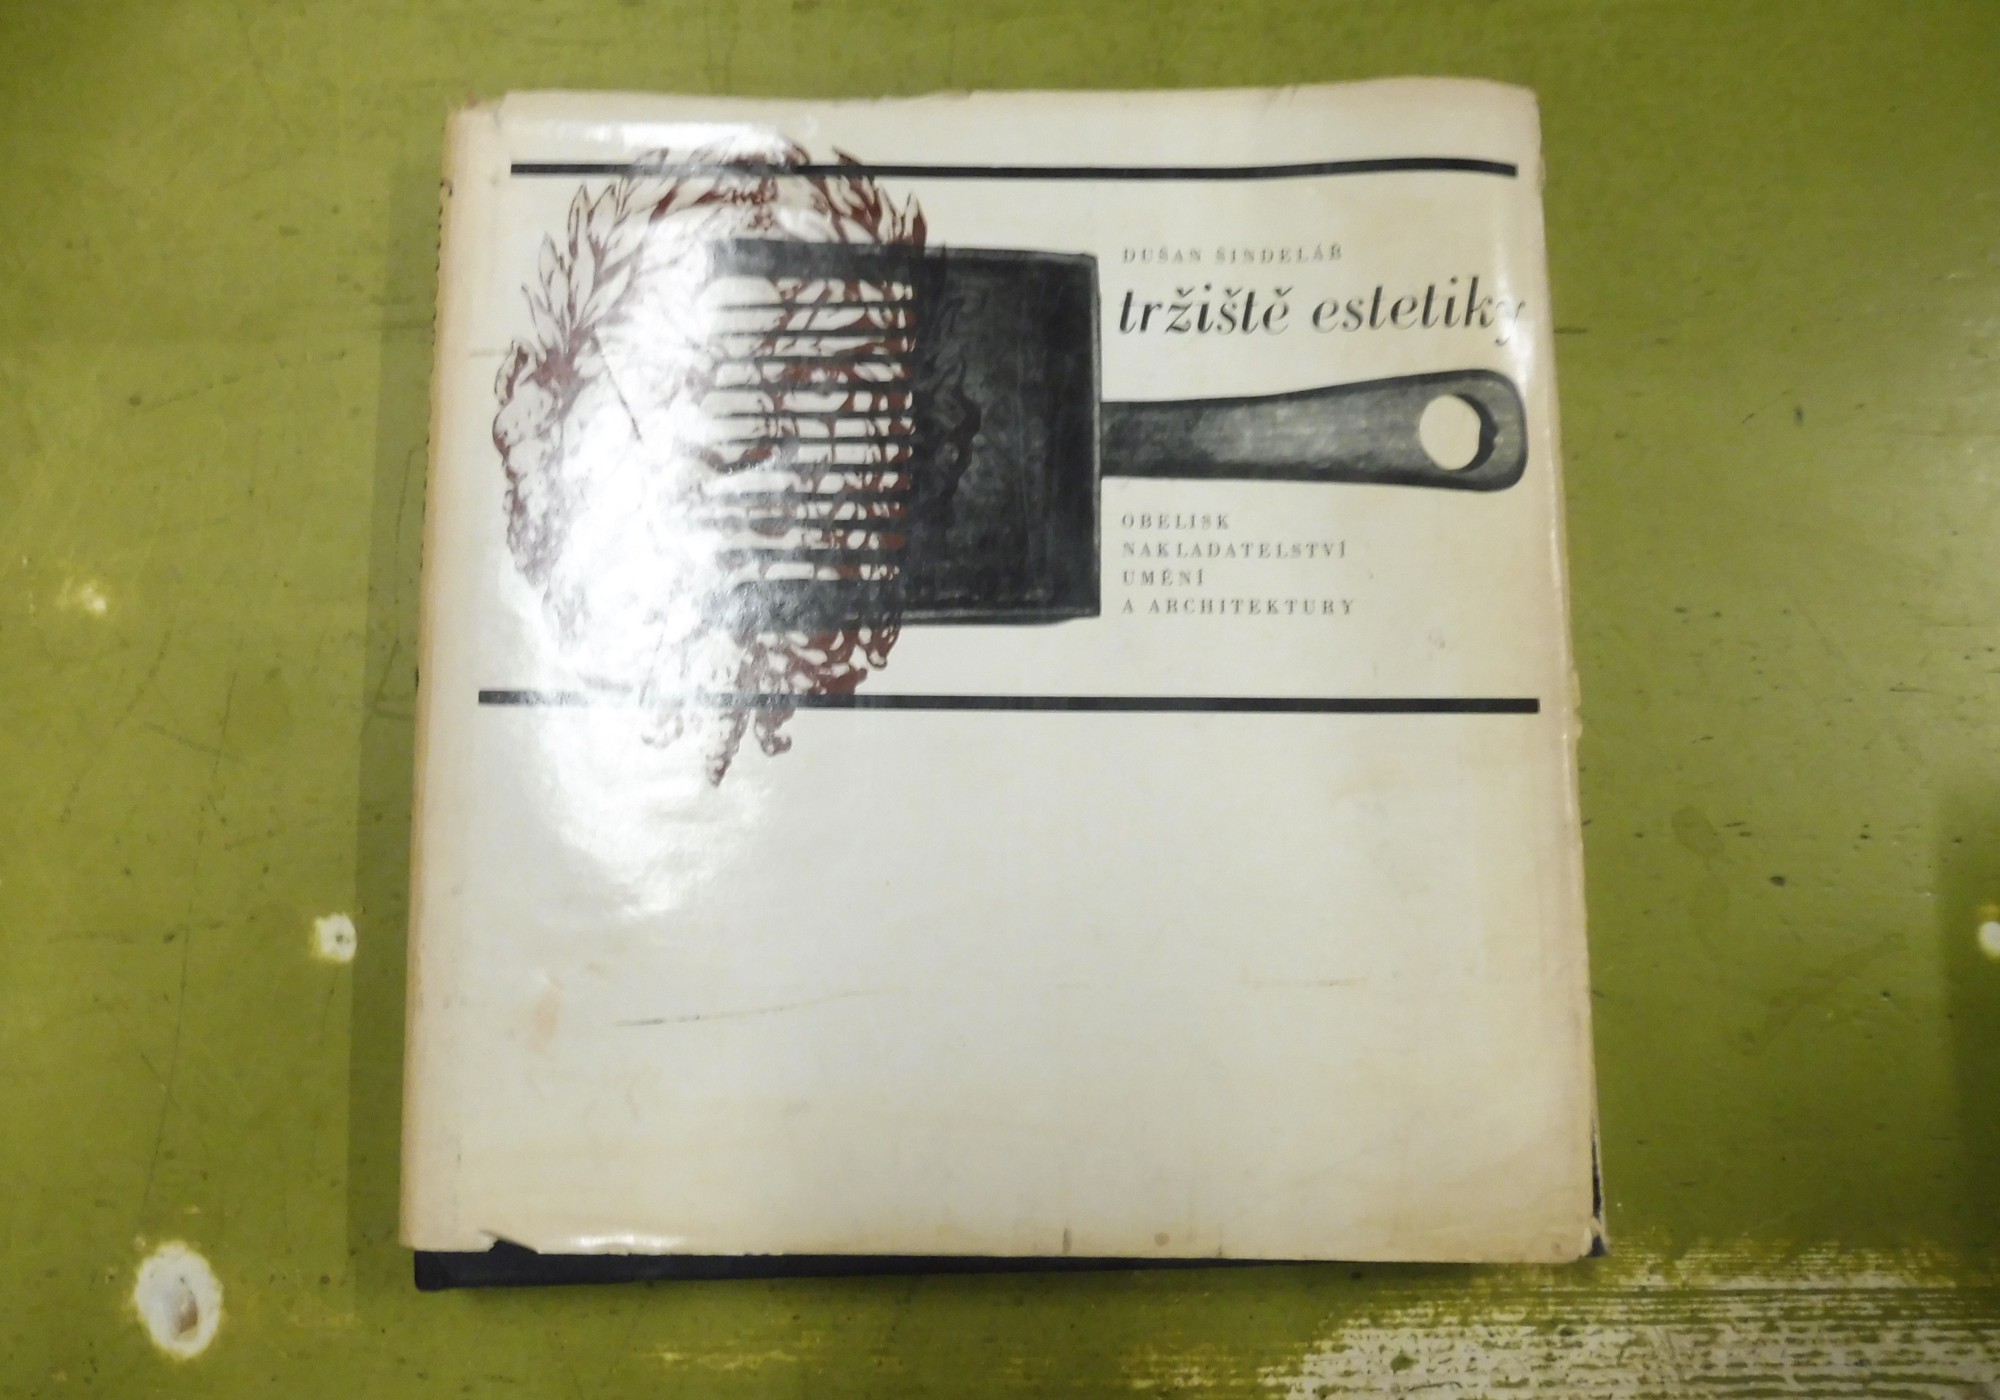 DUŠAN ŠINDELÁŘ
tržiště estetiky
OBELISK
NAKLADATELSTVÍ
UMĚNÍ
A ARCHITEKTURY